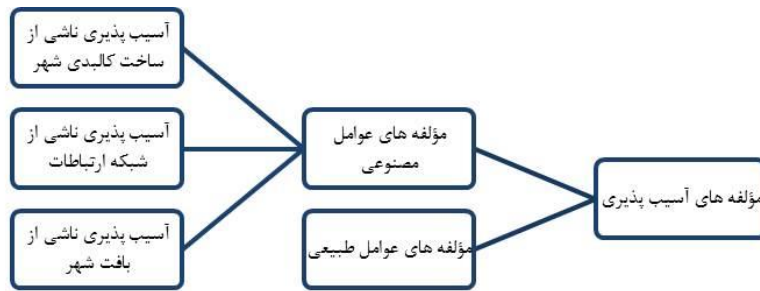 مؤلفه های آسیب پذیری
مؤلفه های عوامل
مصنوعی
مؤلفه های عوامل طبیعی
آسیب پذیری ناشی از
ساخت کالبدی شهر
آسیب پذیری ناشی از
شبکه ارتباطات
آسیب پذیری ناشی از
بافت شهر